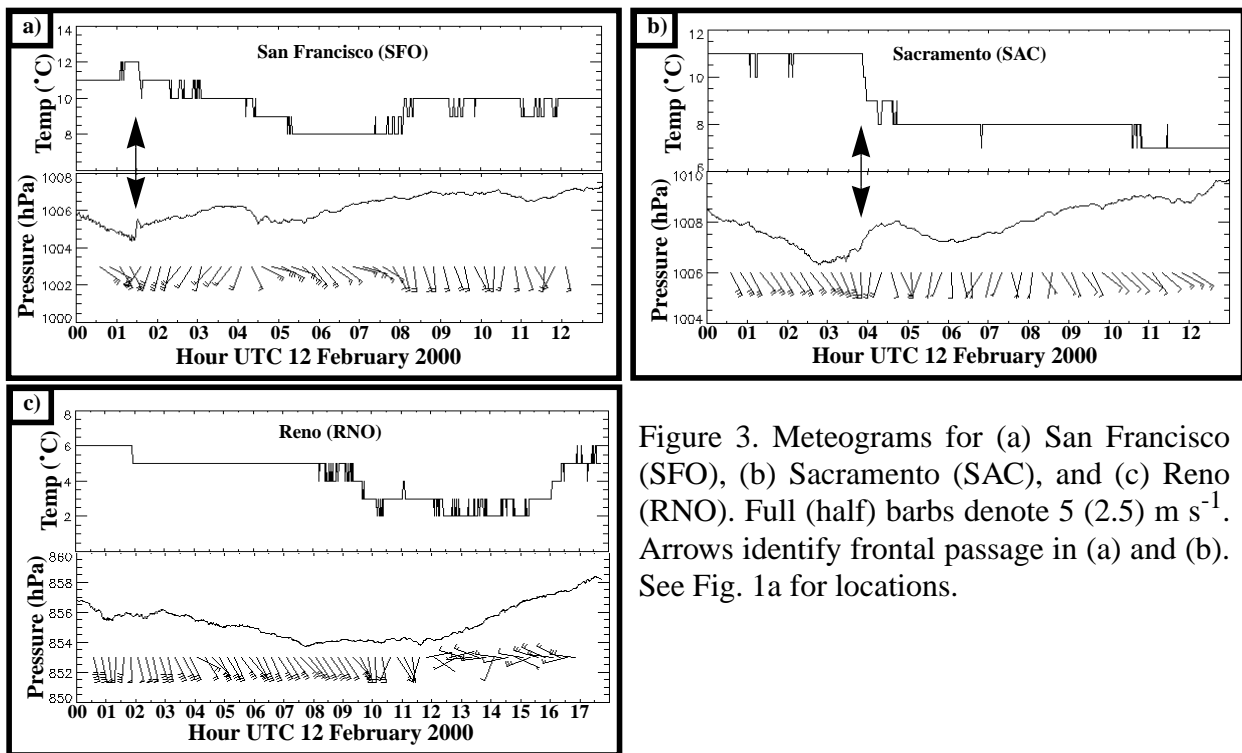 a)
San Francisco (SFO)
Temp (˚C)
14
12
10
8
6
Pressure (hPa)
1008
1006
1004
1002
1000
00 01 02 03 04 05 06 07 08 09 10 11 12
Hour UTC 12 February 2000
b)
Sacramento (SAC)
Temp (˚C)
12
10
8
6
Pressure (hPa)
1010
1008
1006
1004
00 01 02 03 04 05 06 07 08 09 10 11 12
Hour UTC 12 February 2000
c)
Reno (RNO)
Temp (˚C)
8
6
4
2
Pressure (hPa)
860
858
856
854
852
850
00 01 02 03 04 05 06 07 08 09 10 11 12 13 14 15 16 17
Hour UTC 12 February 2000
Figure 3. Meteograms for (a) San Francisco
(SFO), (b) Sacramento (SAC), and (c) Reno
(RNO). Full (half) barbs denote 5 (2.5) m s⁻¹.
Arrows identify frontal passage in (a) and (b).
See Fig. 1a for locations.